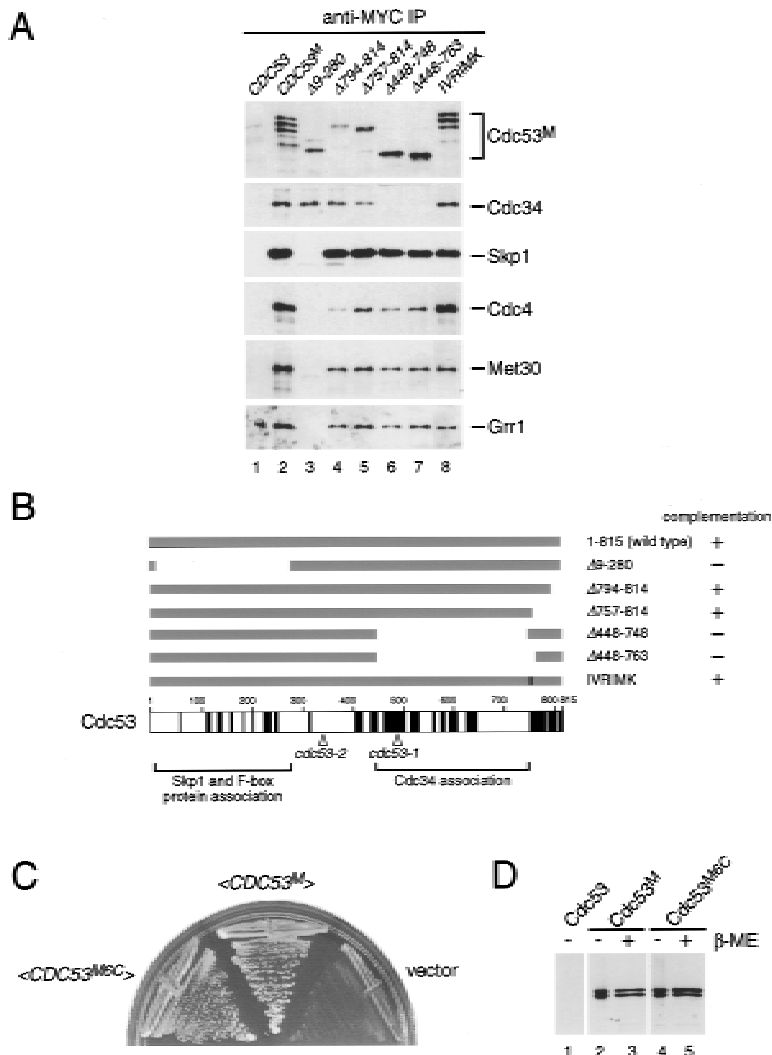 A
anti-MYC IP
CDC53 CDC53M Δ9-280 Δ794-814 Δ757-814 Δ448-748 Δ448-763 IVRIMK
Cdc53M
Cdc34
Skp1
Cdc4
Met30
Grr1
1 2 3 4 5 6 7 8
B
complementation
1-815 (wild type) +
Δ9-280 –
Δ794-814 +
Δ757-814 +
Δ448-748 –
Δ448-763 –
IVRIMK +
1 100 200 300 400 500 600 700 800 815
Cdc53
cdc53-2 cdc53-1
Skp1 and F-box
protein association
Cdc34 association
C
<CDC53M>
<CDC53M6C>
vector
D
Cdc53 Cdc53M Cdc53M6C
- - + - + β-ME
1 2 3 4 5